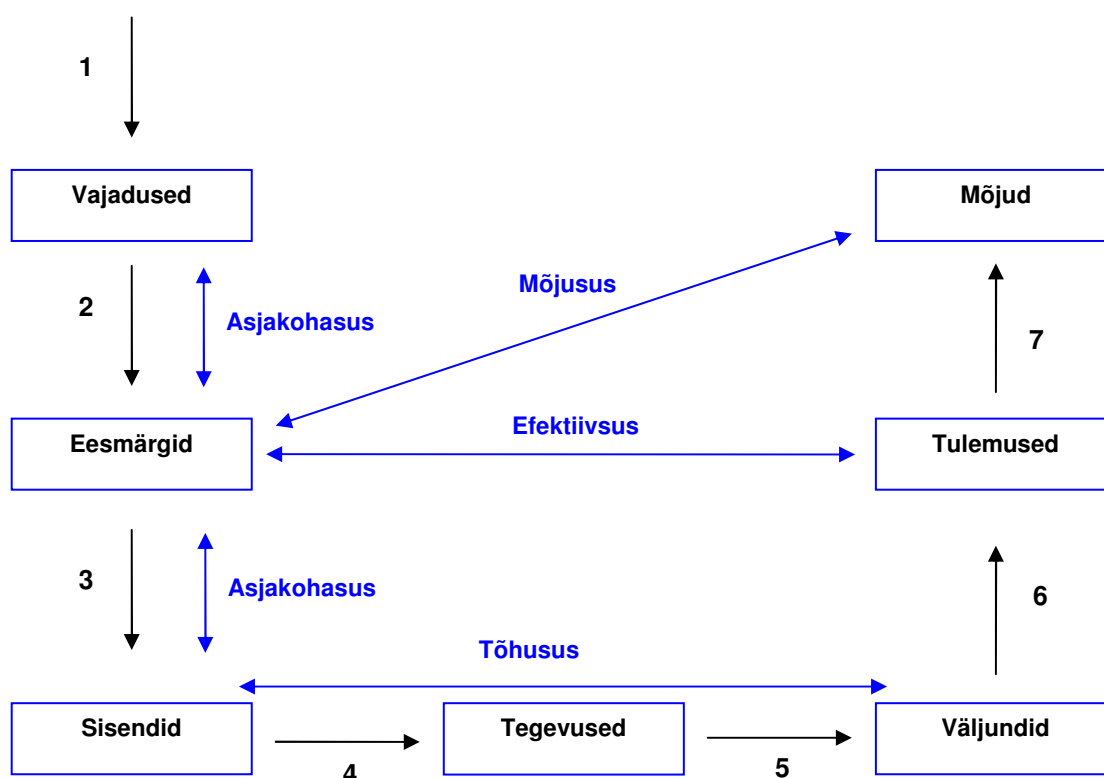 1
Vajadused
Mõjud
Mõjusus
2
Asjakohasus
7
Eesmärgid
Efektiivsus
Tulemused
3
Asjakohasus
6
Tõhusus
Sisendid
Tegevused
Väljundid
4
5